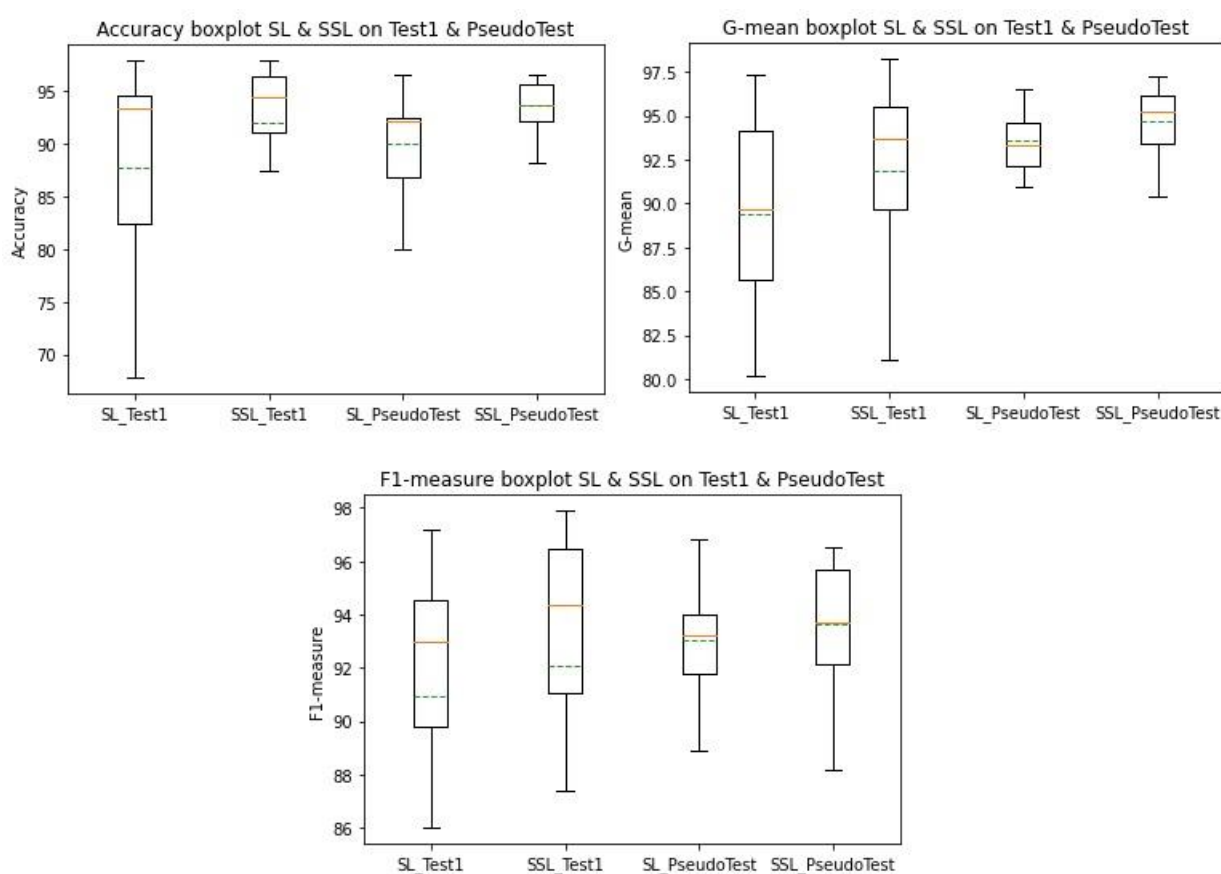 Accuracy boxplot SL & SSL on Test1 & PseudoTest
Accuracy
95
90
85
80
75
70
SL_Test1 SSL_Test1 SL_PseudoTest SSL_PseudoTest
G-mean boxplot SL & SSL on Test1 & PseudoTest
G-mean
97.5
95.0
92.5
90.0
87.5
85.0
82.5
80.0
SL_Test1 SSL_Test1 SL_PseudoTest SSL_PseudoTest
F1-measure boxplot SL & SSL on Test1 & PseudoTest
F1-measure
98
96
94
92
90
88
86
SL_Test1 SSL_Test1 SL_PseudoTest SSL_PseudoTest